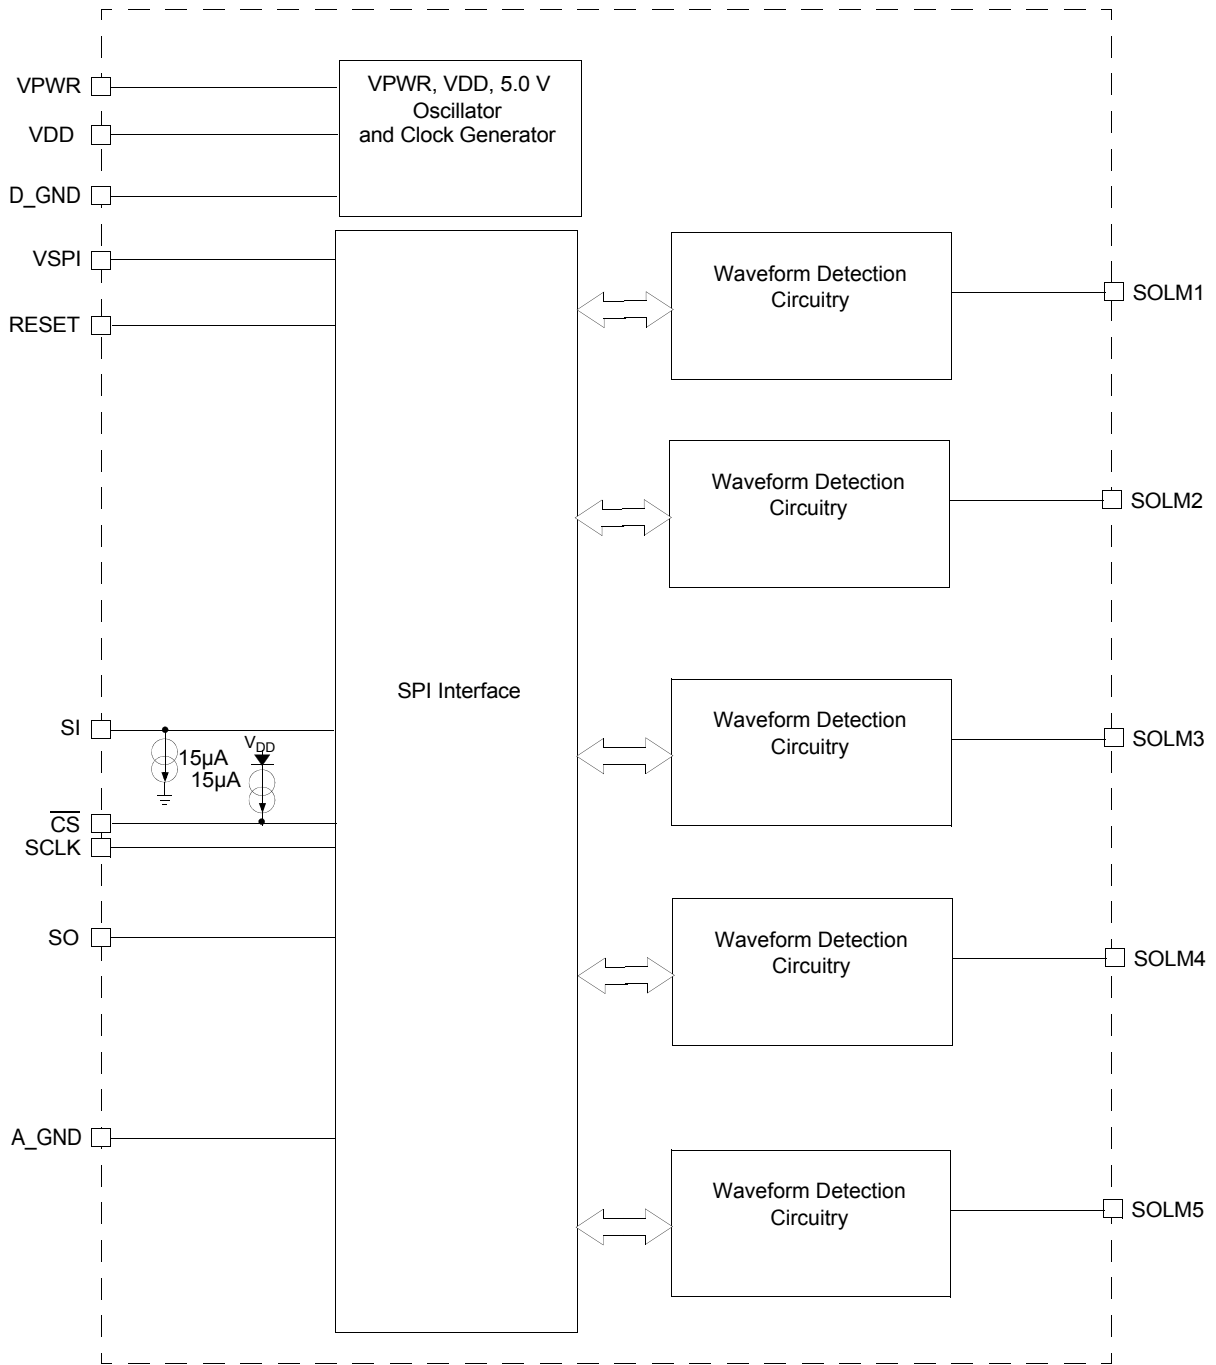 VPWR
VDD
D_GND
VPWR, VDD, 5.0 V
Oscillator
and Clock Generator
VSPI
RESET
SI
15µA
VDD
15µA
CS
SCLK
SO
A_GND
SPI Interface
Waveform Detection
Circuitry
SOLM1
Waveform Detection
Circuitry
SOLM2
Waveform Detection
Circuitry
SOLM3
Waveform Detection
Circuitry
SOLM4
Waveform Detection
Circuitry
SOLM5